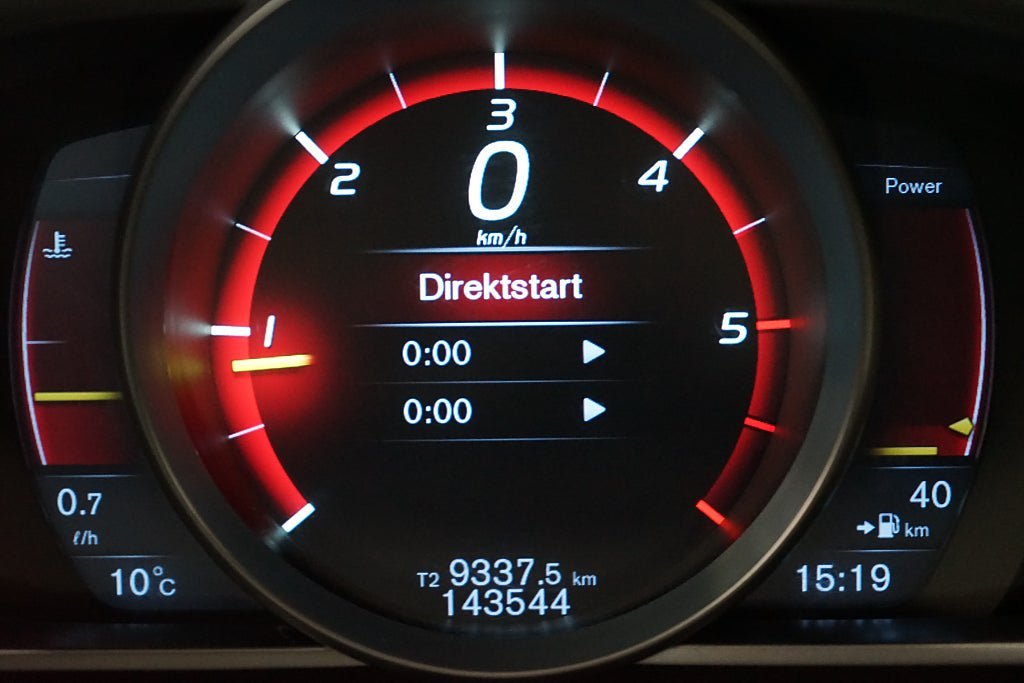 3
2
4
0
km/h
Power
Direktstart
1
5
0:00
0:00
0.7
ℓ/h
40
km
10°C
T2 9337.5 km
143544
15:19